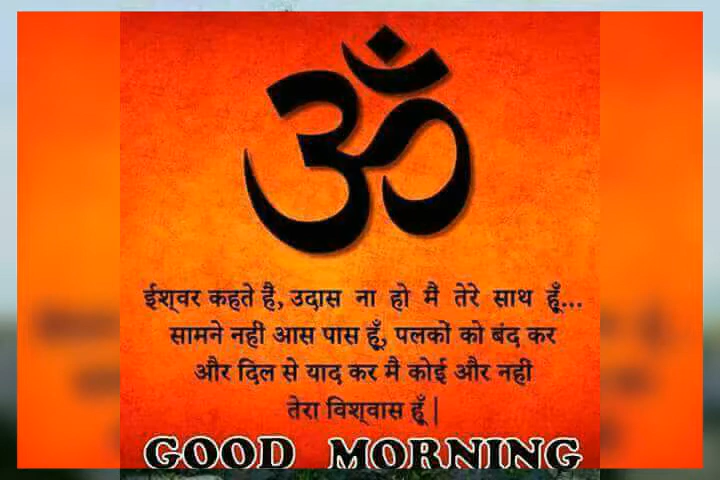 ॐ
ईश्वर कहते है, उदास ना हो मै तेरे साथ हूँ...
सामने नही आस पास हूँ, पलकों को बंद कर
और दिल से याद कर मै कोई और नही
तेरा विश्वास हूँ |
GOOD MORNING